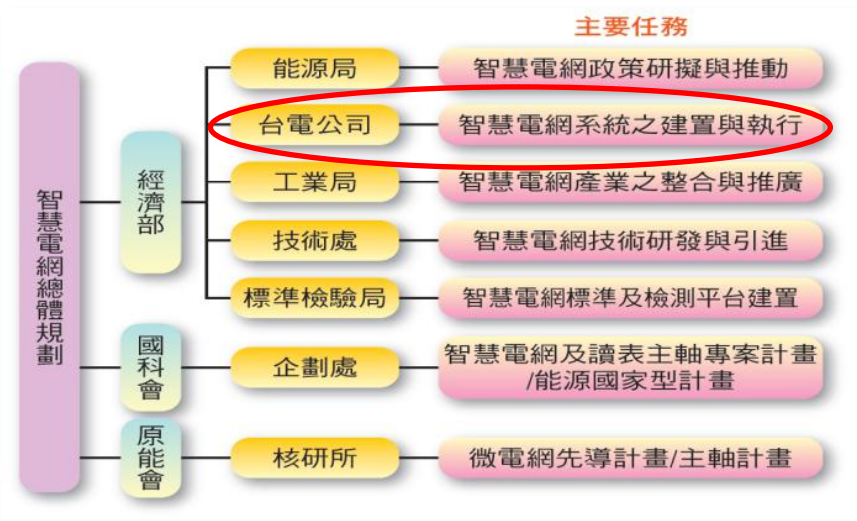 主要任務
智慧電網總體規劃
經濟部
能源局
智慧電網政策研擬與推動
台電公司
智慧電網系統之建置與執行
工業局
智慧電網產業之整合與推廣
技術處
智慧電網技術研發與引進
標準檢驗局
智慧電網標準及檢測平台建置
國科會
企劃處
智慧電網及讀表主軸專案計畫
/能源國家型計畫
原能會
核研所
微電網先導計畫/主軸計畫